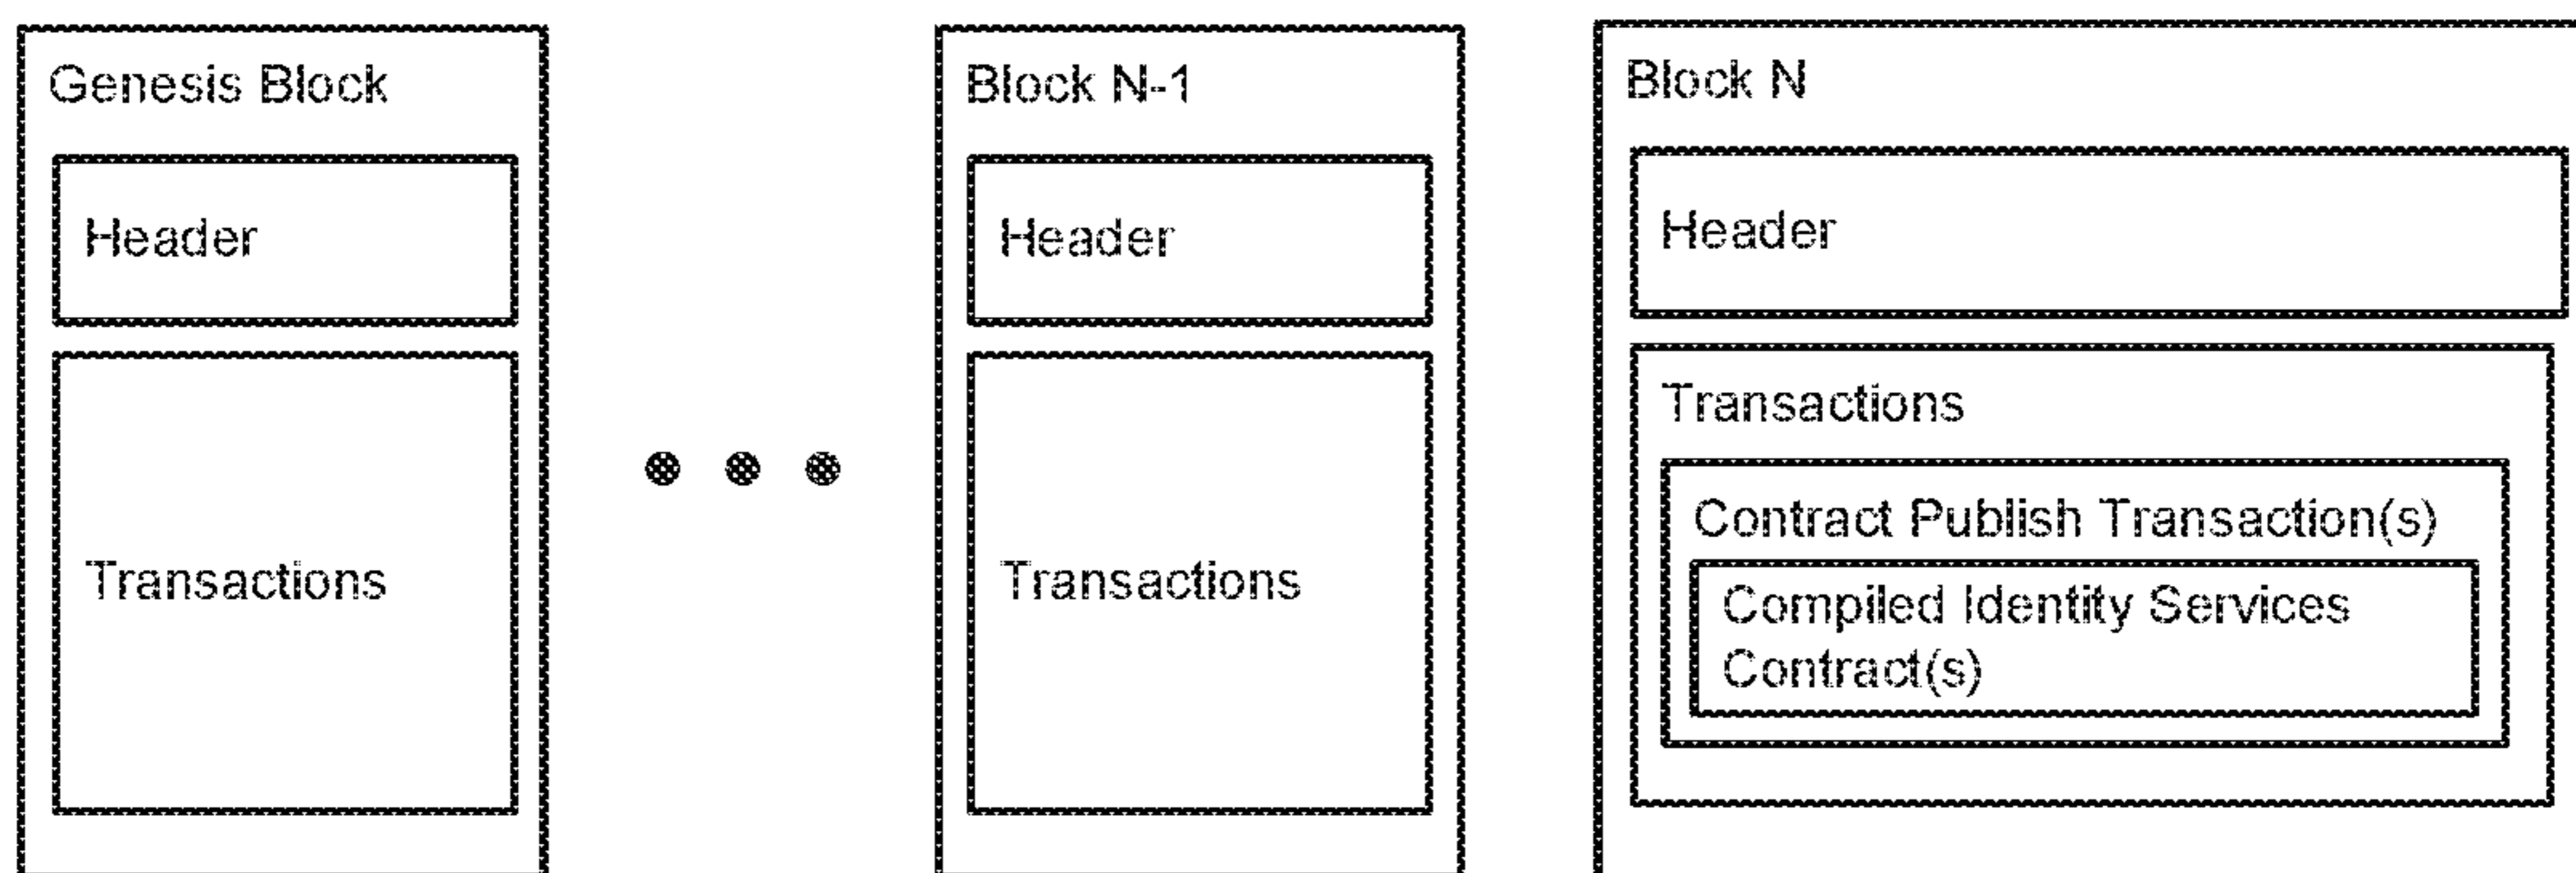 Genesis Block
Header
Transactions
Block N-1
Header
Transactions
Block N
Header
Transactions
Contract Publish Transaction(s)
Compiled Identity Services
Contract(s)